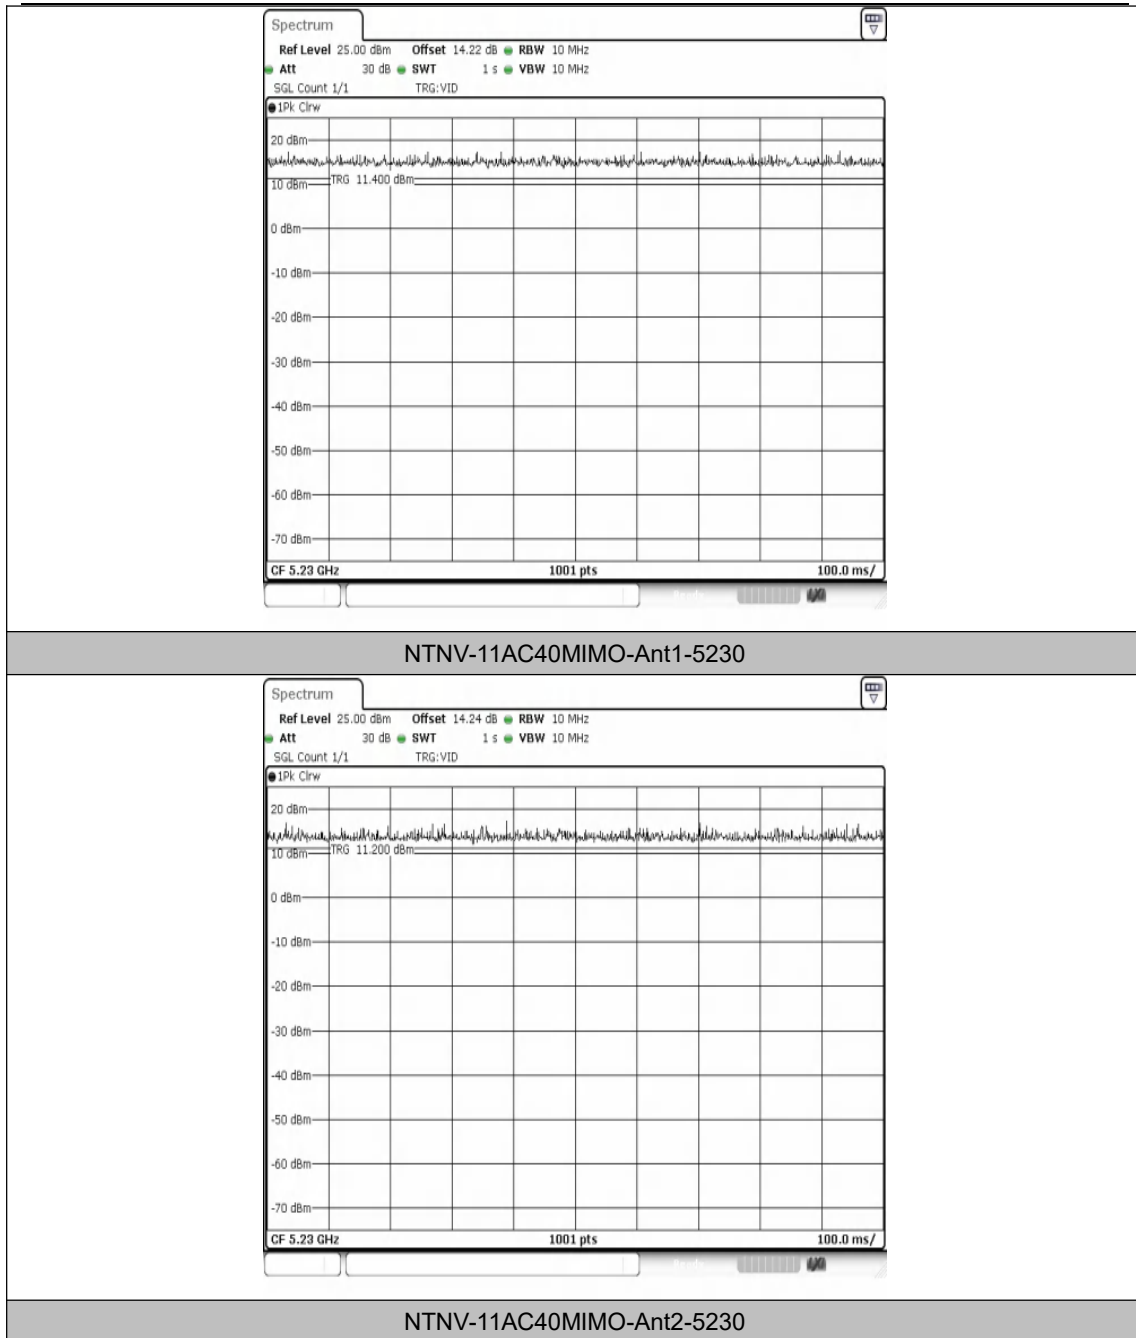 Spectrum
Ref Level 25.00 dBm Offset 14.22 dB RBW 10 MHz
Att 30 dB SWT 1 s VBW 10 MHz
SGL Count 1/1 TRG:VID
1Pk Clrw
20 dBm
TRG 11.400 dBm
10 dBm
0 dBm
-10 dBm
-20 dBm
-30 dBm
-40 dBm
-50 dBm
-60 dBm
-70 dBm
CF 5.23 GHz 1001 pts 100.0 ms/
NTNV-11AC40MIMO-Ant1-5230
Spectrum
Ref Level 25.00 dBm Offset 14.24 dB RBW 10 MHz
Att 30 dB SWT 1 s VBW 10 MHz
SGL Count 1/1 TRG:VID
1Pk Clrw
20 dBm
TRG 11.200 dBm
10 dBm
0 dBm
-10 dBm
-20 dBm
-30 dBm
-40 dBm
-50 dBm
-60 dBm
-70 dBm
CF 5.23 GHz 1001 pts 100.0 ms/
NTNV-11AC40MIMO-Ant2-5230